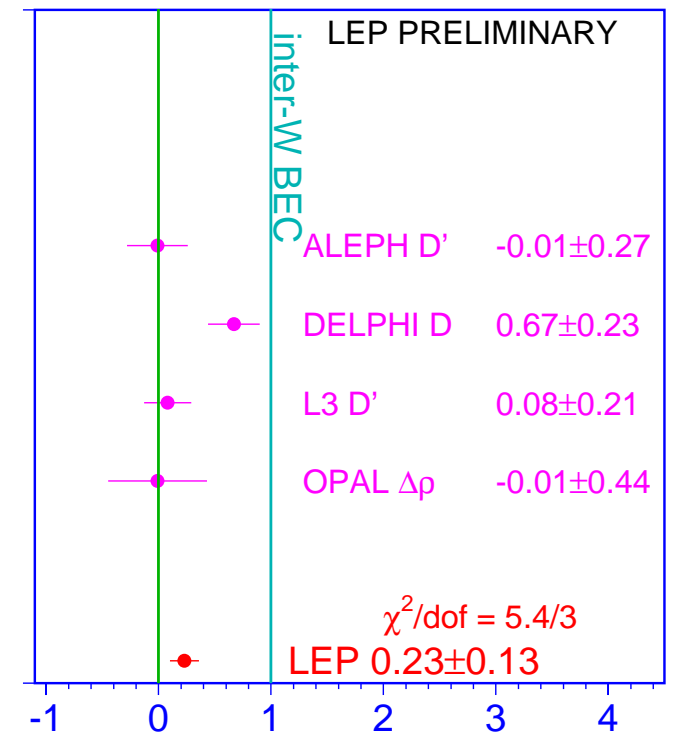 LEP PRELIMINARY
inter-W BEC
ALEPH D’ -0.01±0.27
DELPHI D 0.67±0.23
L3 D’ 0.08±0.21
OPAL Δρ -0.01±0.44
χ²/dof = 5.4/3
LEP 0.23±0.13
-1 0 1 2 3 4